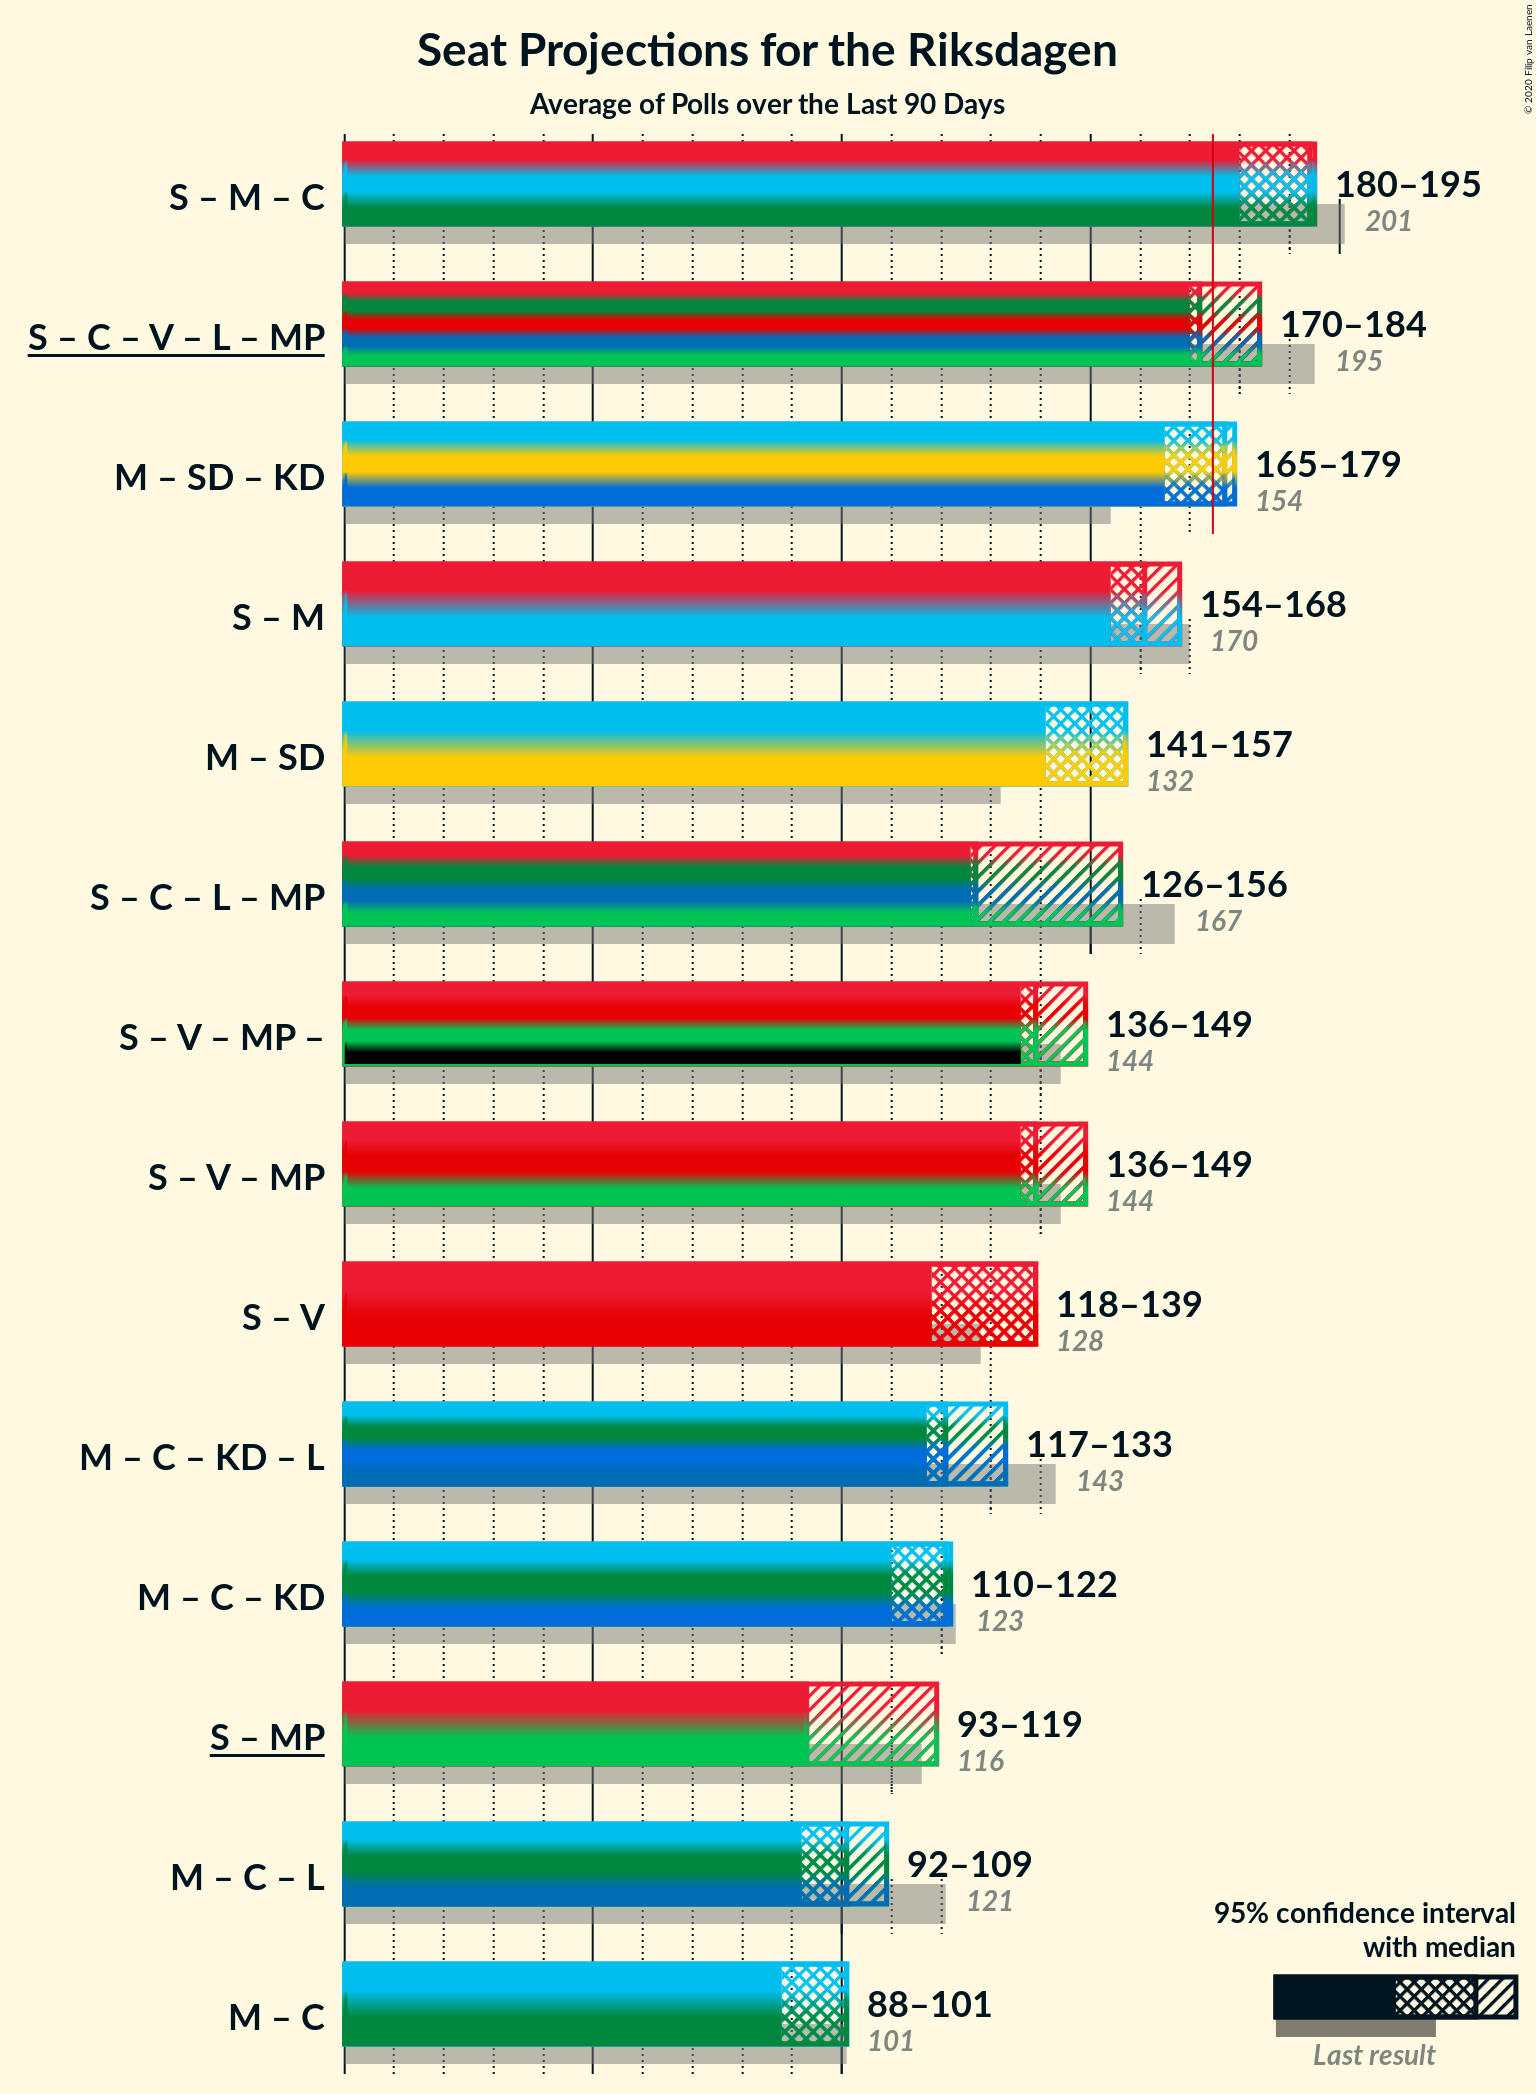 Seat Projections for the Riksdagen
Average of Polls over the Last 90 Days
© 2020 Filip van Laenen
S – M – C
180–195
201
S – C – V – L – MP
170–184
195
M – SD – KD
165–179
154
S – M
154–168
170
M – SD
141–157
132
S – C – L – MP
126–156
167
S – V – MP –
136–149
144
S – V – MP
136–149
144
S – V
118–139
128
M – C – KD – L
117–133
143
M – C – KD
110–122
123
S – MP
93–119
116
M – C – L
92–109
121
M – C
88–101
101
95% confidence interval
with median
Last result